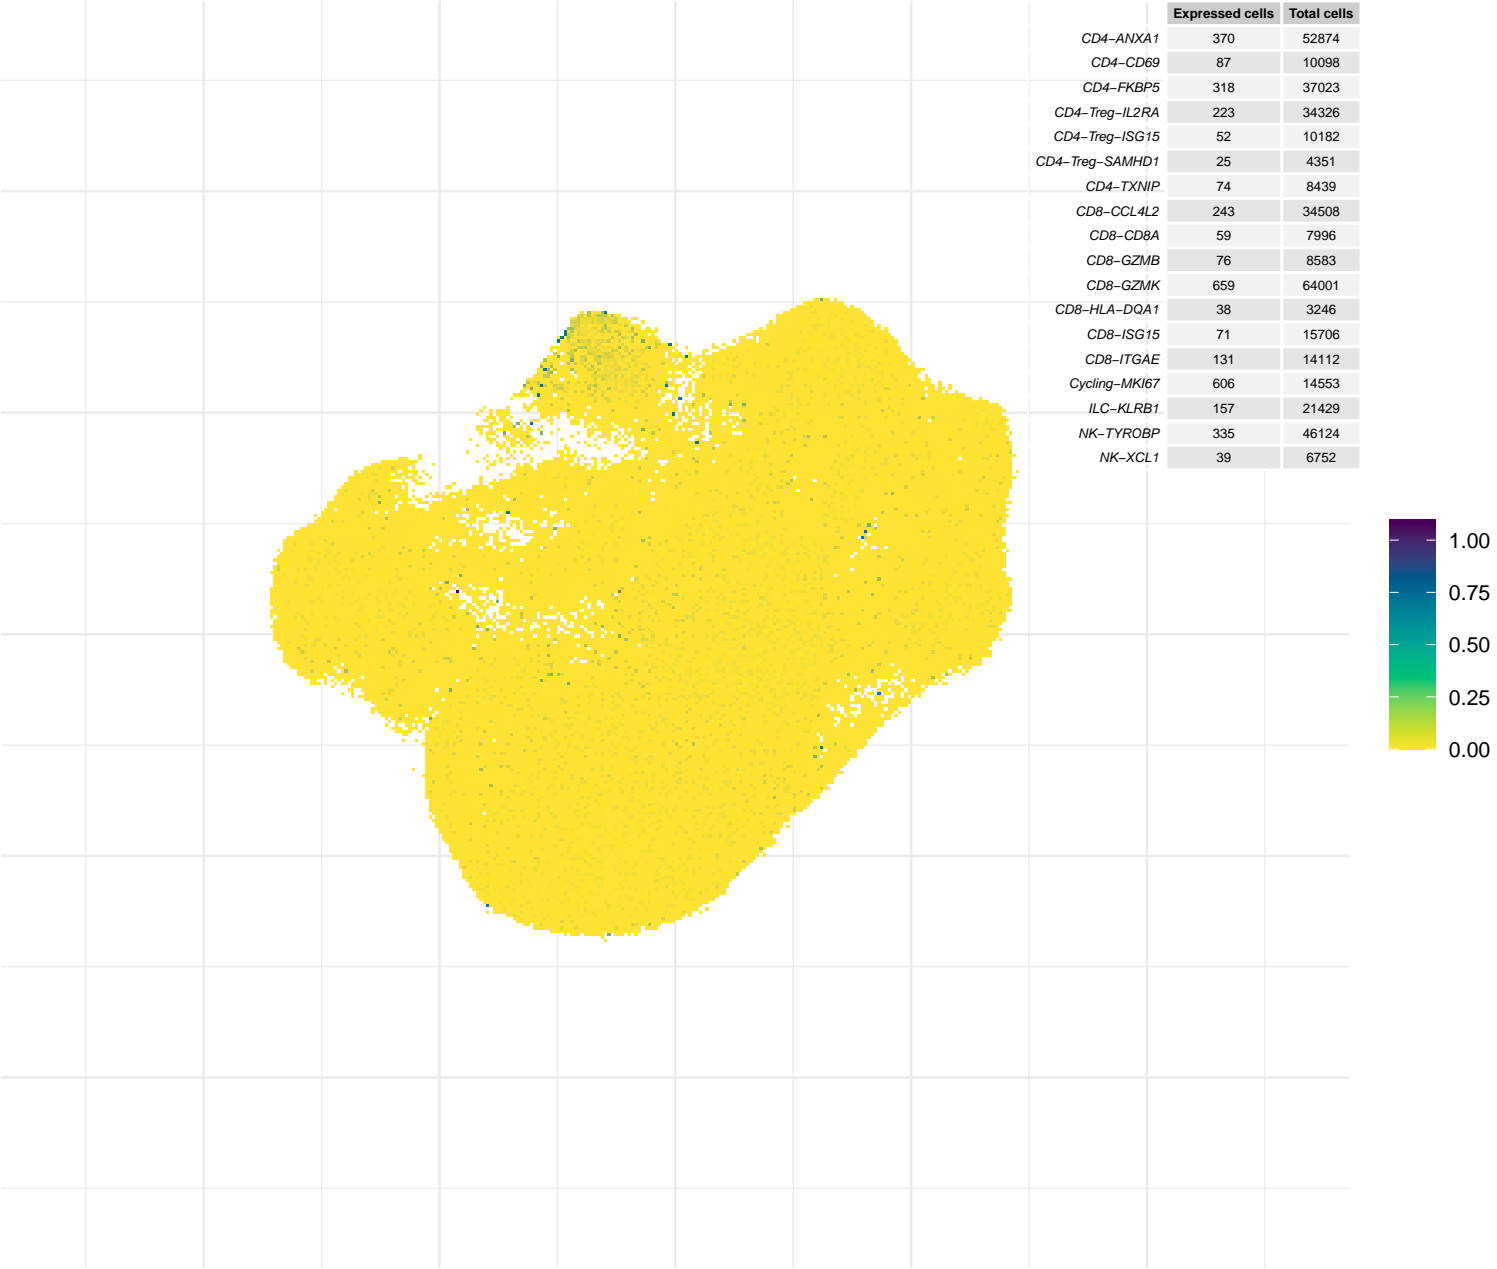 Expressed cells Total cells
CD4−ANXA1 370 52874
CD4−CD69 87 10098
CD4−FKBP5 318 37023
CD4−Treg−IL2RA 223 34326
CD4−Treg−ISG15 52 10182
CD4−Treg−SAMHD1 25 4351
CD4−TXNIP 74 8439
CD8−CCL4L2 243 34508
CD8−CD8A 59 7996
CD8−GZMB 76 8583
CD8−GZMK 659 64001
CD8−HLA−DQA1 38 3246
CD8−ISG15 71 15706
CD8−ITGAE 131 14112
Cycling−MKI67 606 14553
ILC−KLRB1 157 21429
NK−TYROBP 335 46124
NK−XCL1 39 6752
1.00
0.75
0.50
0.25
0.00